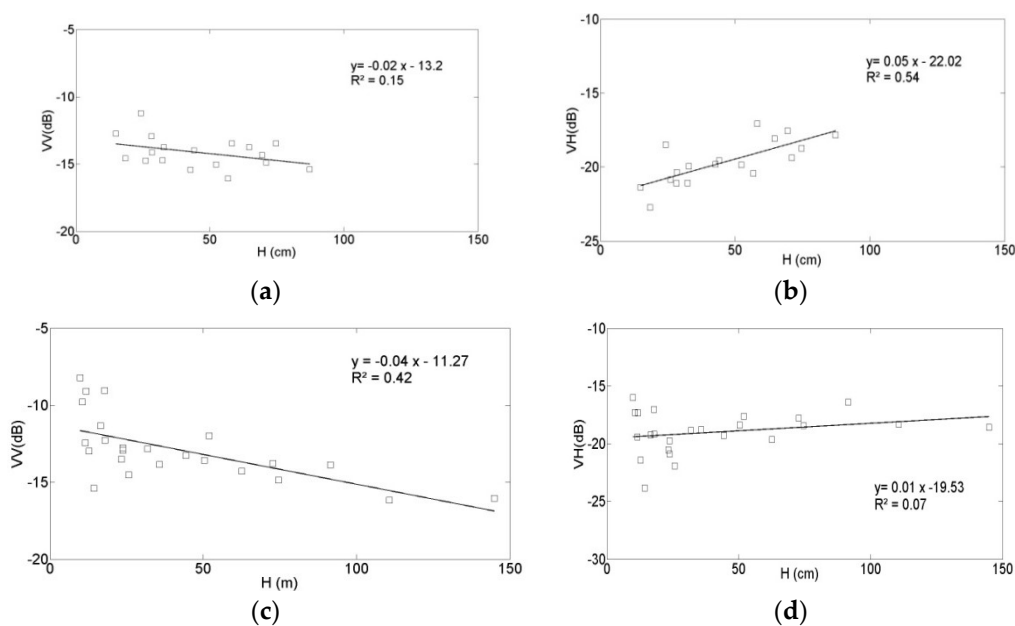 -5
-10
-15
-20
VV(dB)
y= -0.02 x - 13.2
R² = 0.15
0
50
100
150
H (cm)
(a)
-10
-15
-20
-25
VH(dB)
y= 0.05 x - 22.02
R² = 0.54
0
50
100
150
H (cm)
(b)
-5
-10
-15
-20
VV(dB)
y = -0.04 x - 11.27
R² = 0.42
0
50
100
150
H (m)
(c)
-10
-15
-20
-25
-30
VH(dB)
y= 0.01 x -19.53
R² = 0.07
0
50
100
150
H (cm)
(d)